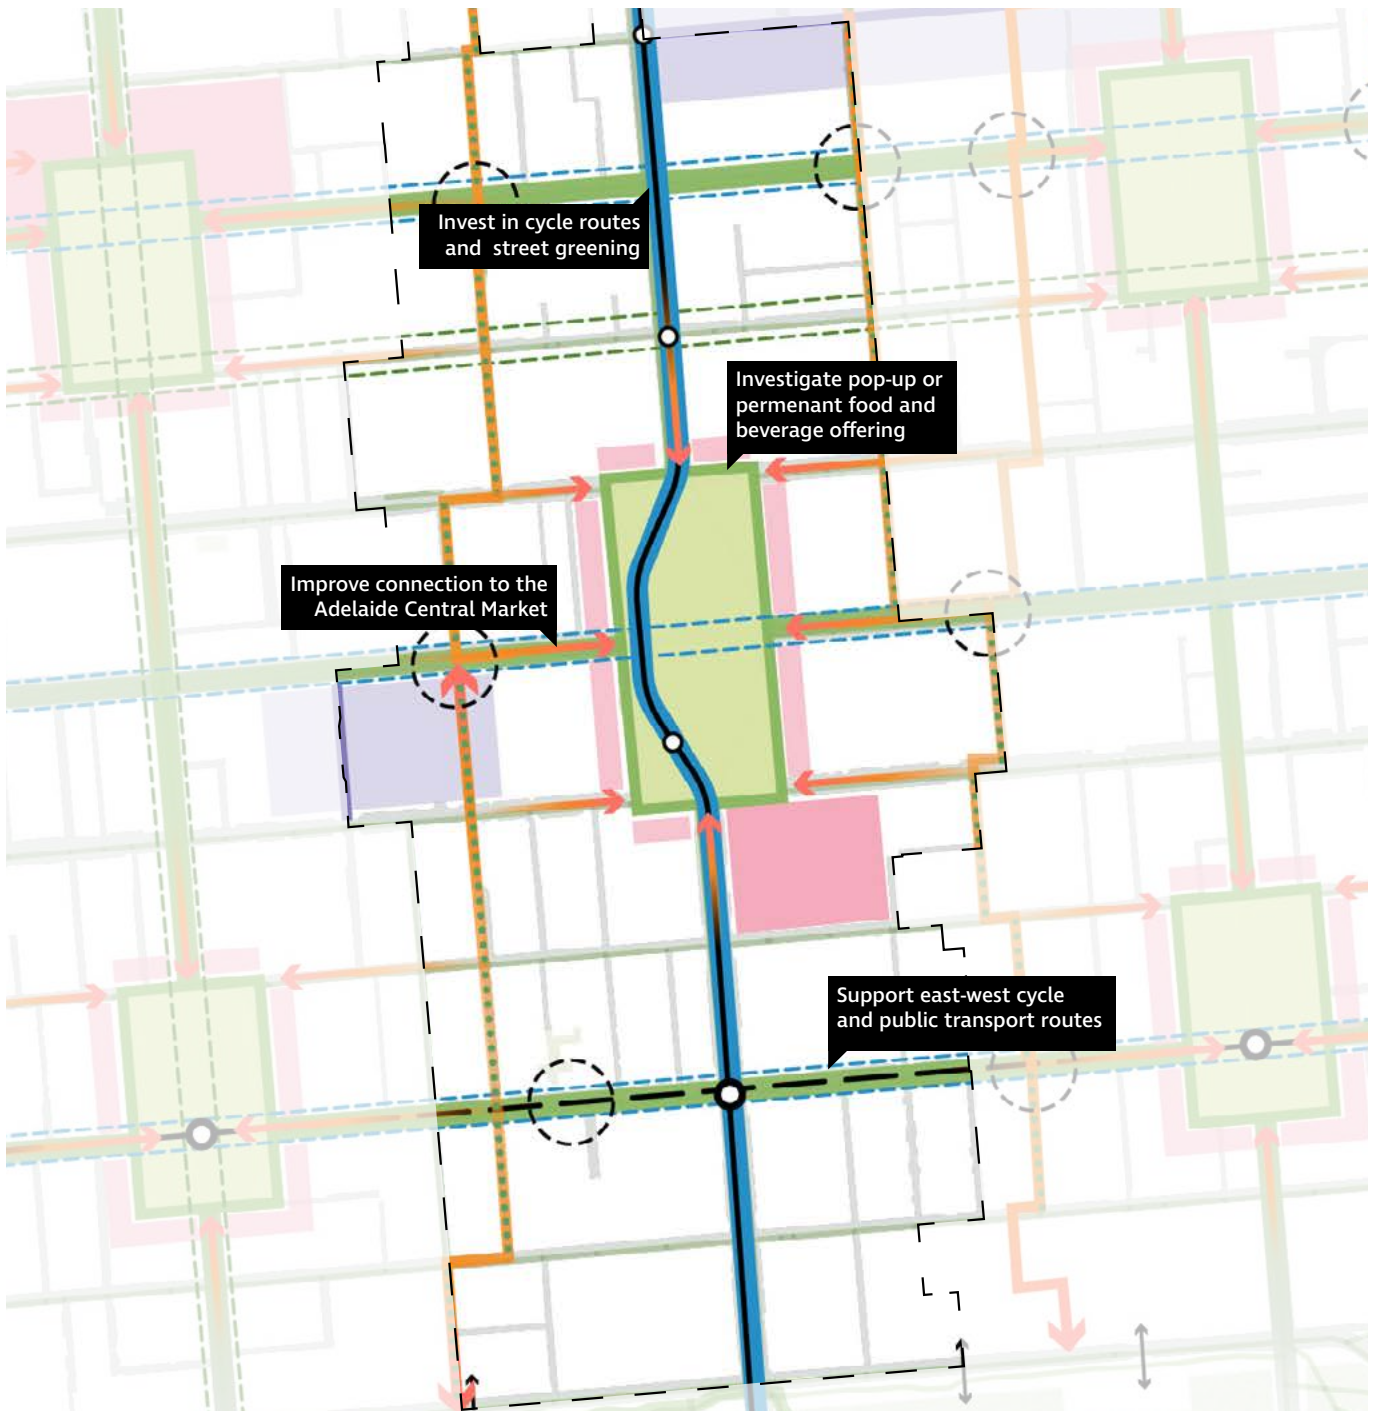 Invest in cycle routes
and street greening
Investigate pop-up or
permenant food and
beverage offering
Improve connection to the
Adelaide Central Market
Support east-west cycle
and public transport routes